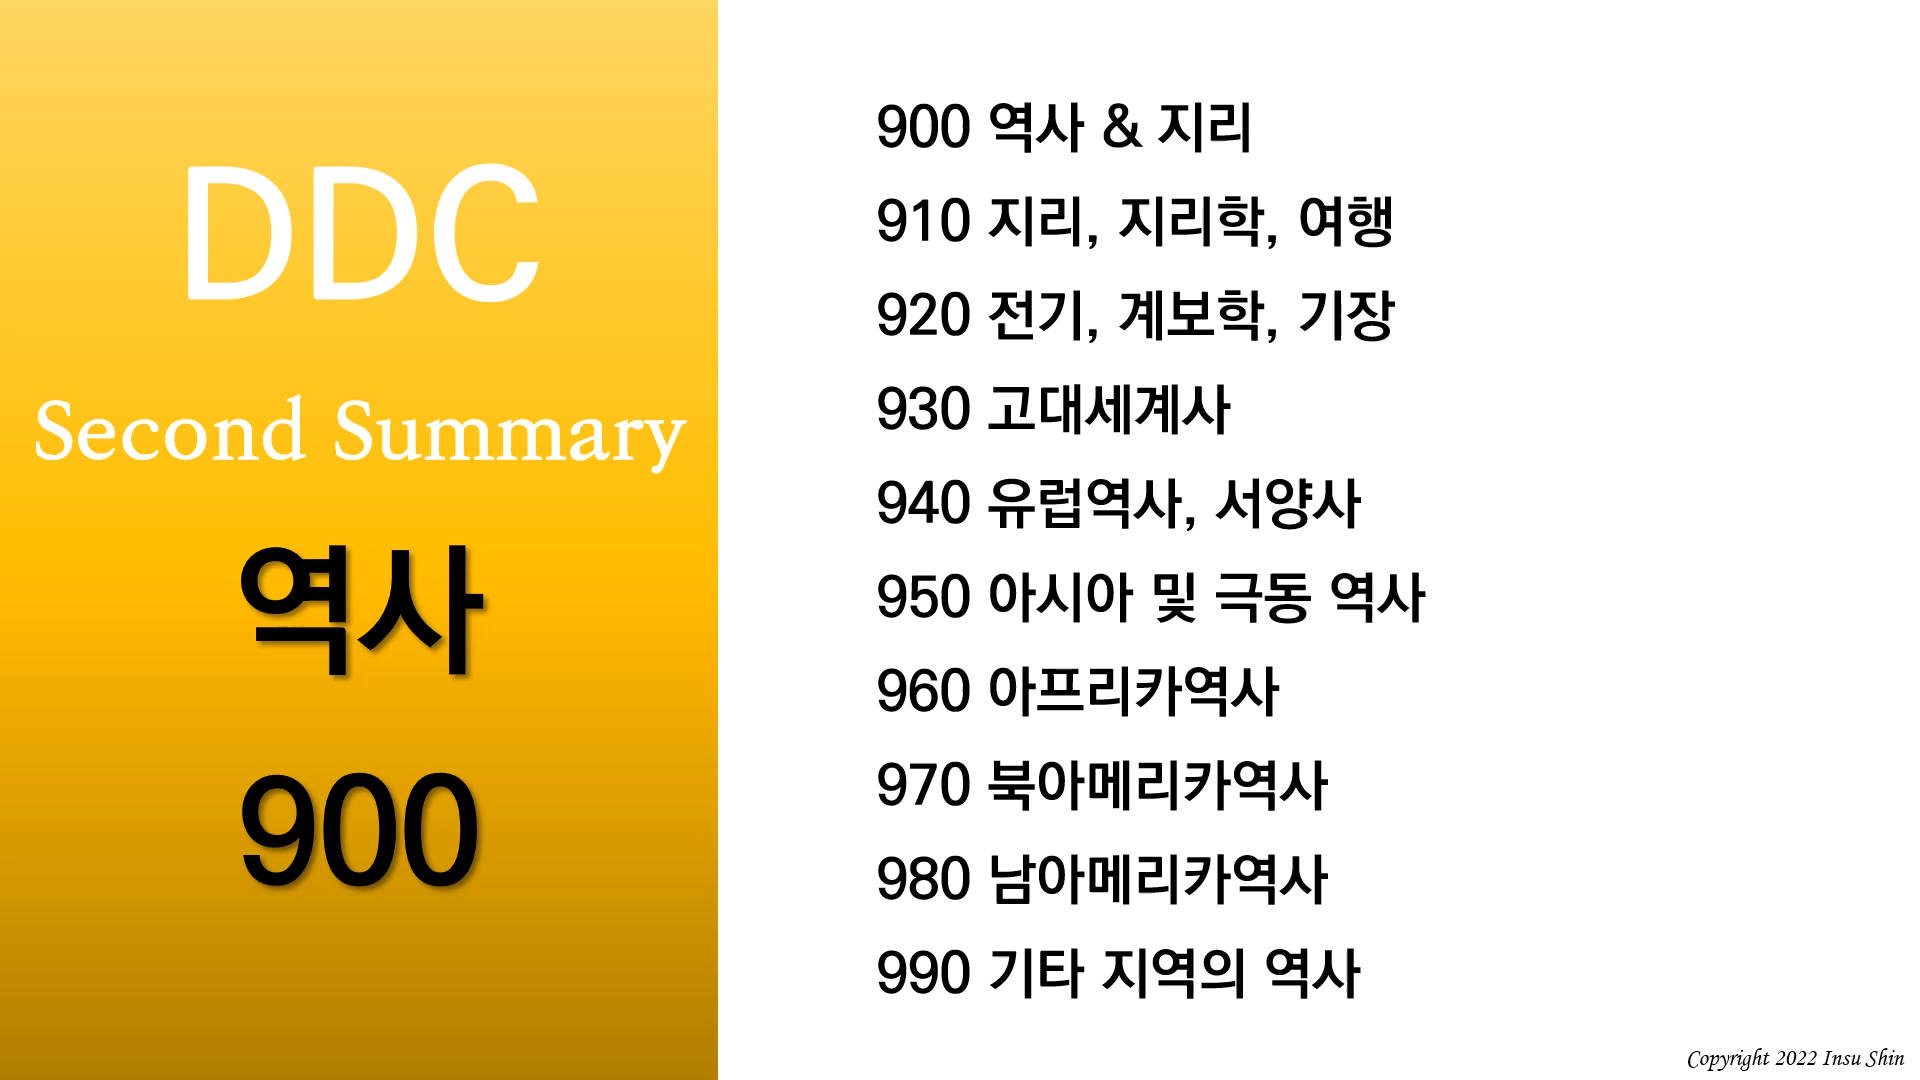 DDC
Second Summary
역사
900
900 역사 & 지리
910 지리, 지리학, 여행
920 전기, 계보학, 기장
930 고대세계사
940 유럽역사, 서양사
950 아시아 및 극동 역사
960 아프리카역사
970 북아메리카역사
980 남아메리카역사
990 기타 지역의 역사
Copyright 2022 Insu Shin